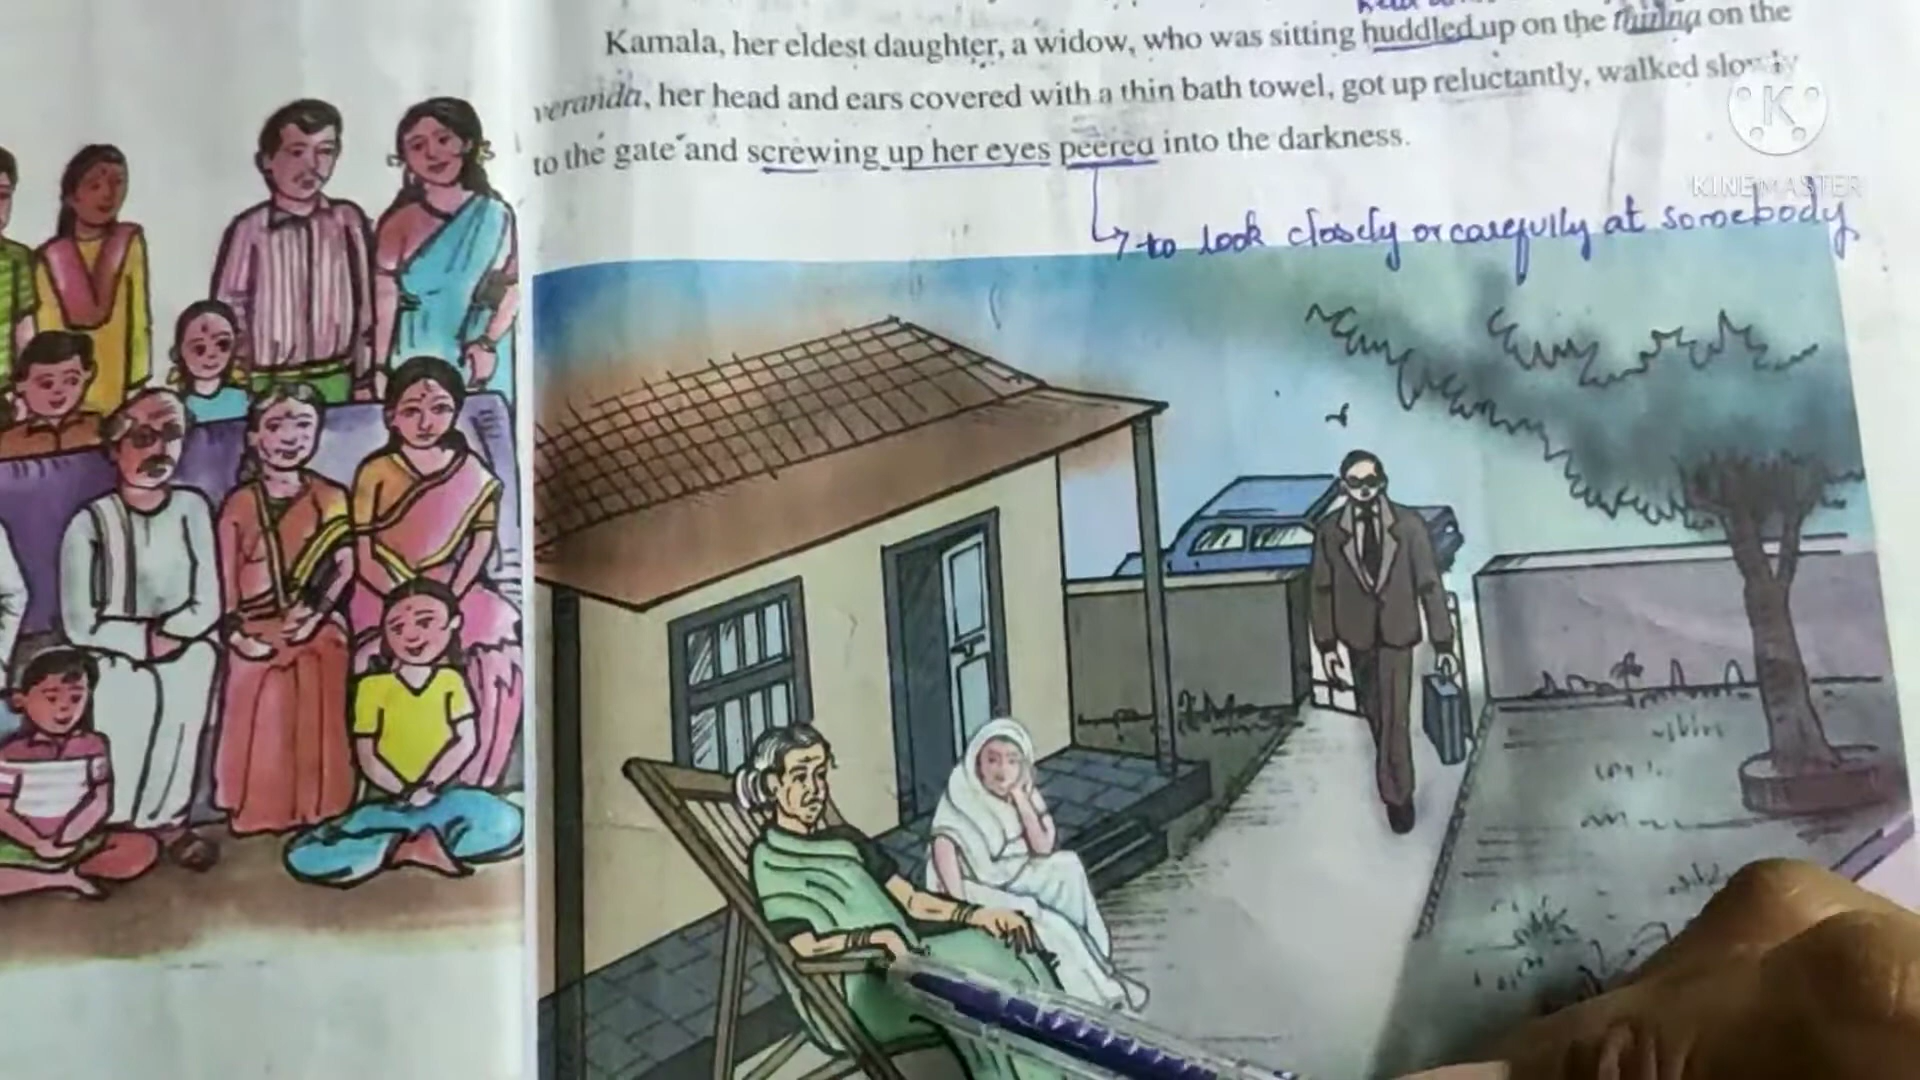 Kamala, her eldest daughter, a widow, who was sitting huddled up on the on the
veranda, her head and ears covered with a thin bath towel, got up reluctantly, walked slowly
to the gate and screwing up her eyes peered into the darkness.
K
KINEMASTER
to look closely or carefully at somebody